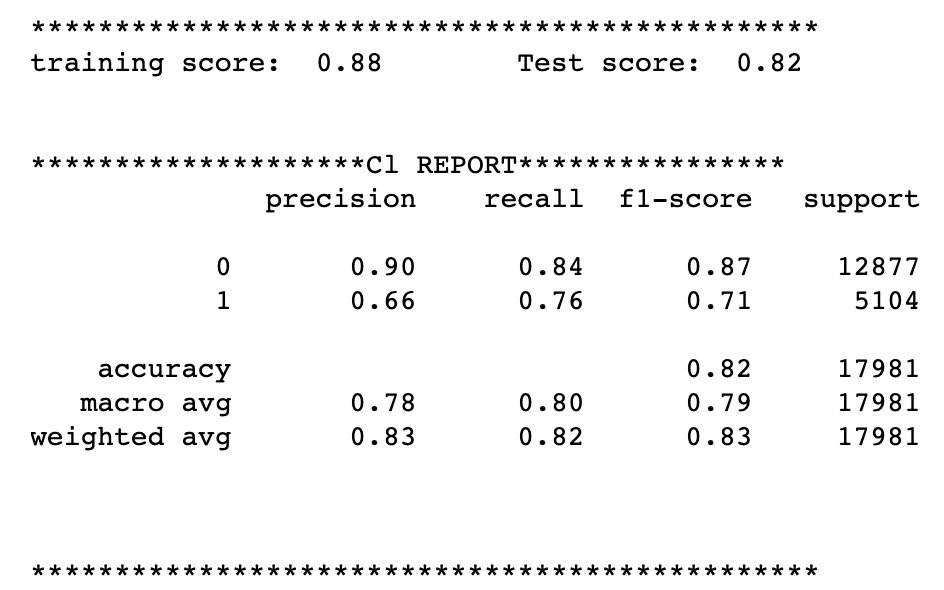 ***********************************************
training score:  0.88        Test score:  0.82
********************Cl REPORT****************
precision    recall  f1-score   support
0       0.90      0.84      0.87     12877
1       0.66      0.76      0.71      5104
accuracy                           0.82     17981
macro avg       0.78      0.80      0.79     17981
weighted avg       0.83      0.82      0.83     17981
***********************************************